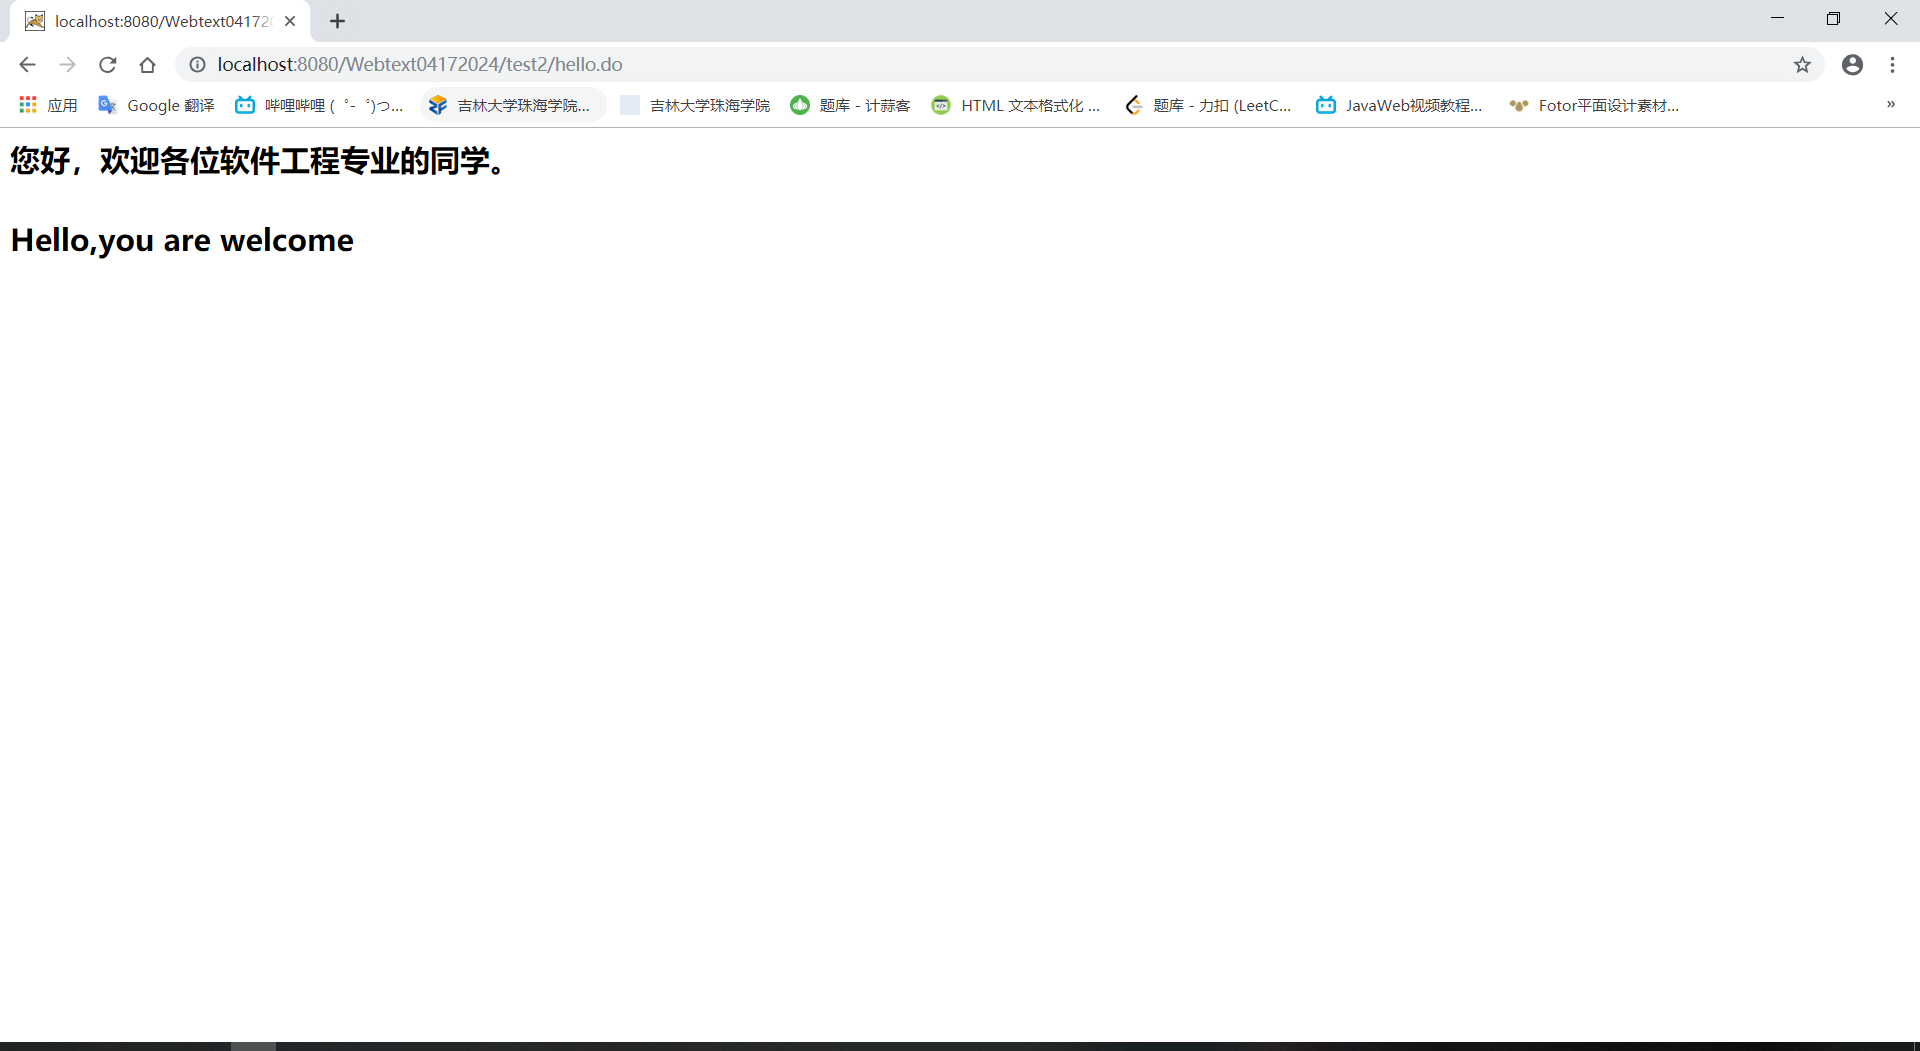 localhost:8080/Webtext041720
localhost:8080/Webtext04172024/test2/hello.do
应用 Google 翻译 哔哩哔哩 ( ゜- ゜)つ... 吉林大学珠海学院... 吉林大学珠海学院 题库 - 计蒜客 HTML 文本格式化 ... 题库 - 力扣 (LeetC... JavaWeb视频教程... Fotor平面设计素材... »
您好，欢迎各位软件工程专业的同学。
Hello,you are welcome